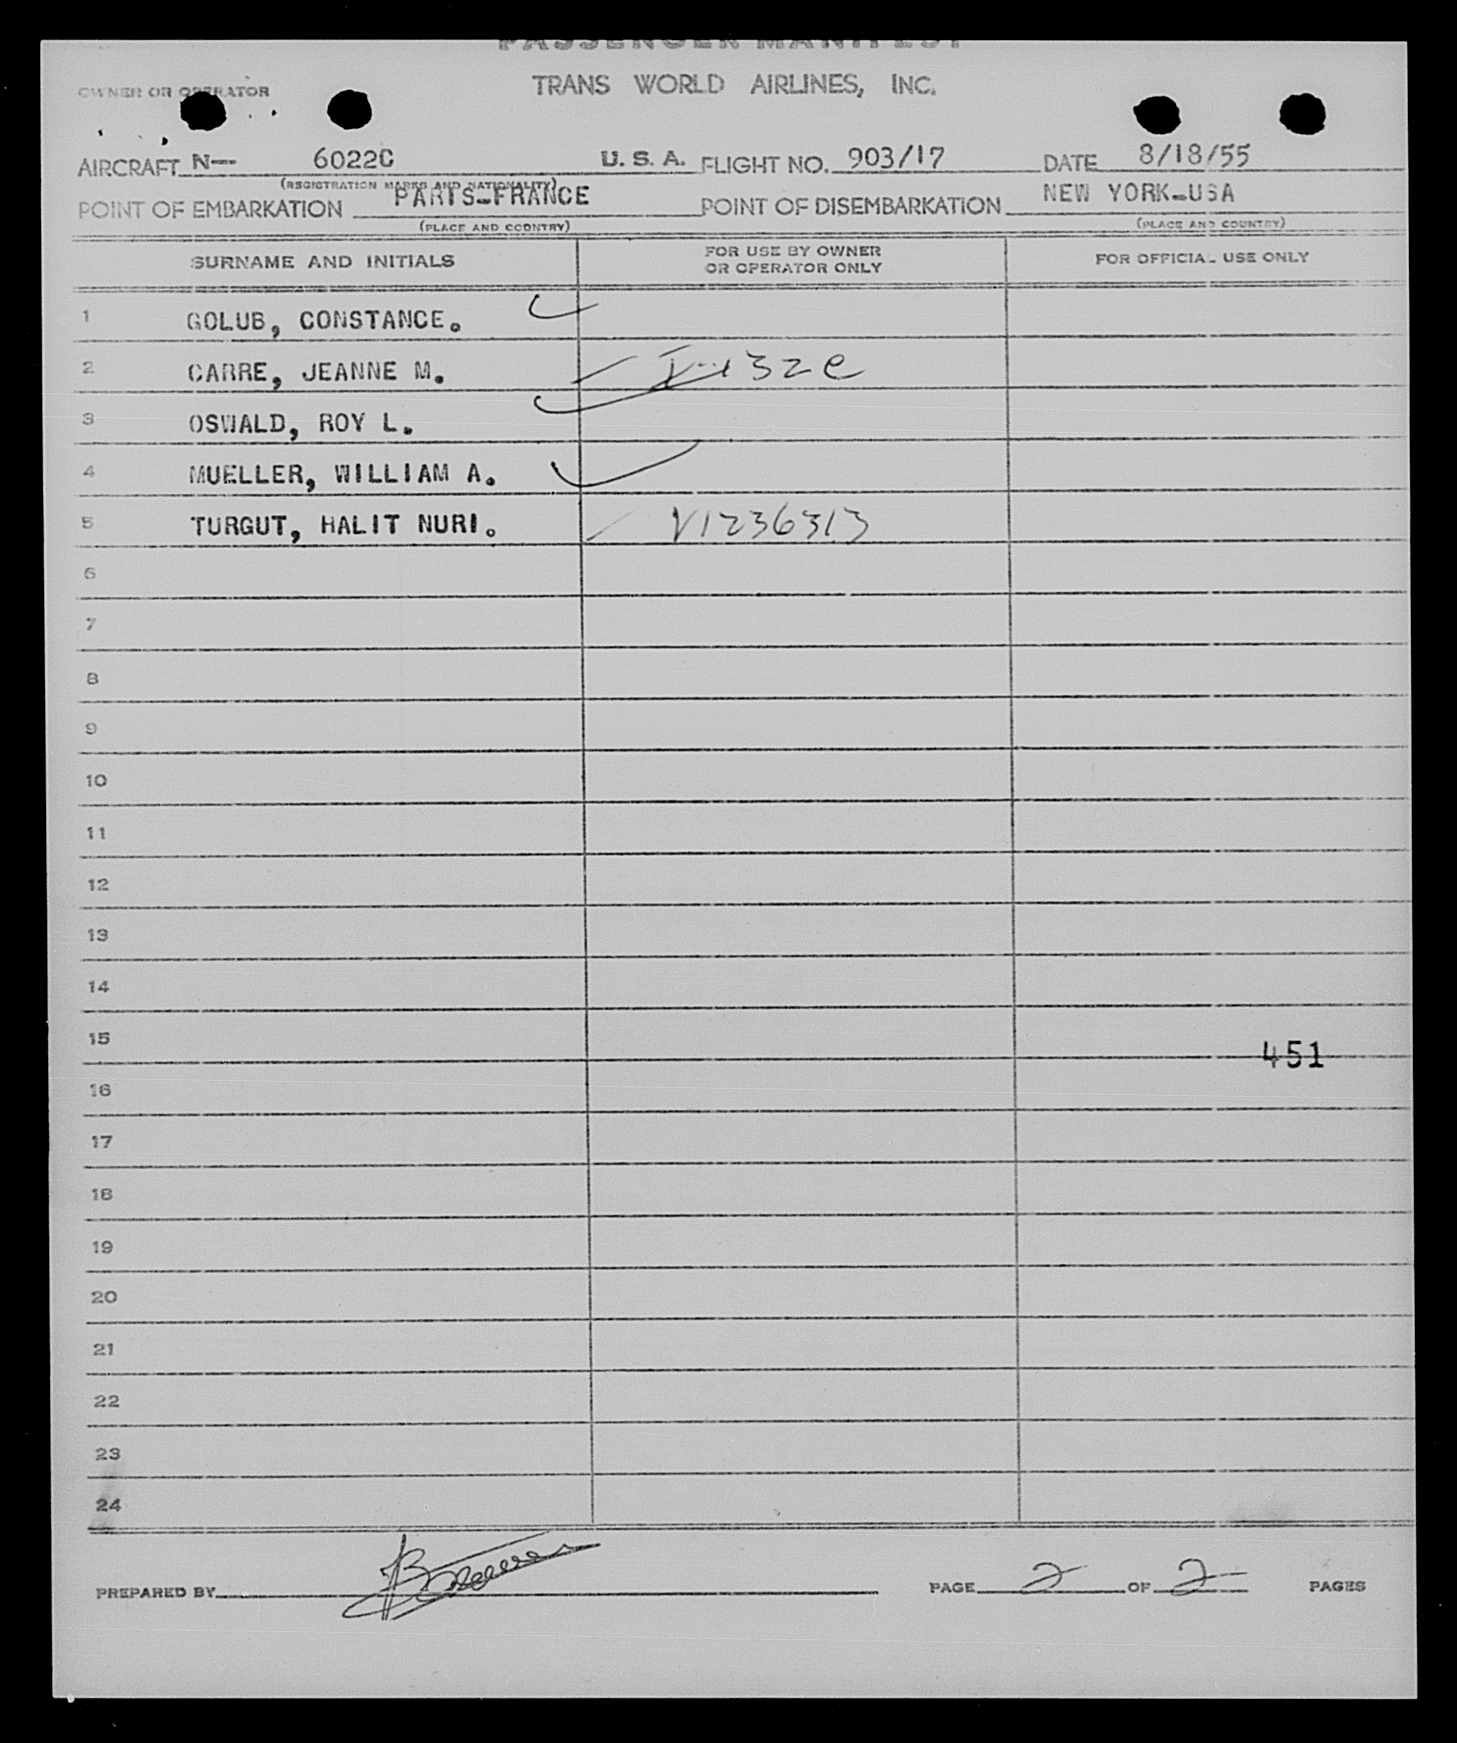 PASSENGER MANIFEST
OWNER OR OPERATOR TRANS WORLD AIRLINES, INC.
AIRCRAFT N-- 6022C U. S. A. FLIGHT NO. 903/17 DATE 8/18/55
(REGISTRATION MARKS AND NATIONALITY)
POINT OF EMBARKATION PARIS-FRANCE POINT OF DISEMBARKATION NEW YORK-USA
(PLACE AND COUNTRY) (PLACE AND COUNTRY)
SURNAME AND INITIALS FOR USE BY OWNER OR OPERATOR ONLY FOR OFFICIAL USE ONLY
1 GOLUB, CONSTANCE.
2 CARRE, JEANNE M.
3 OSWALD, ROY L.
4 MUELLER, WILLIAM A.
5 TURGUT, HALIT NURI. V1236313
6
7
8
9
10
11
12
13
14
15
451
16
17
18
19
20
21
22
23
24
PREPARED BY PAGE 2 OF 2 PAGES